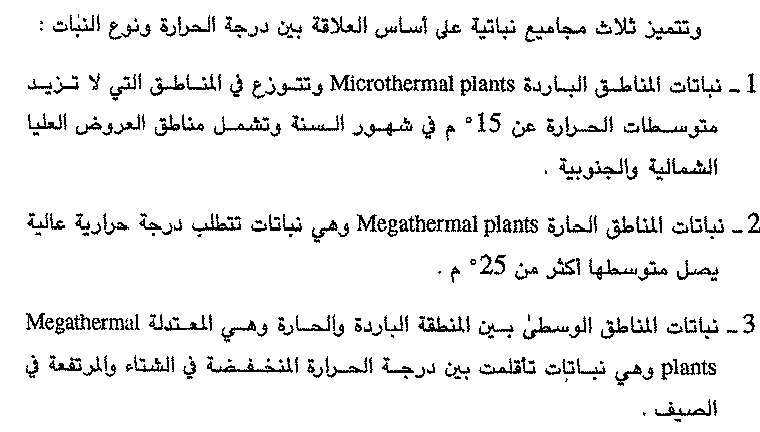 وتتميز ثلاث مجاميع نباتية على أساس العلاقة بين درجة الحرارة ونوع النبات :
1 ـ نباتات المناطق الباردة Microthermal plants وتتوزع في المناطق التي لا تزيد
متوسطات الحرارة عن 15° م في شهور السنة وتشمل مناطق العروض العليا
الشمالية والجنوبية .
2 ـ نباتات المناطق الحارة Megathermal plants وهي نباتات تتطلب درجة حرارية عالية
يصل متوسطها أكثر من 25° م .
3 ـ نباتات المناطق الوسطىٰ بين المنطقة الباردة والحارة وهي المعتدلة Megathermal
plants وهي نباتات تأقلمت بين درجة الحرارة المنخفضة في الشتاء والمرتفعة في
الصيف .